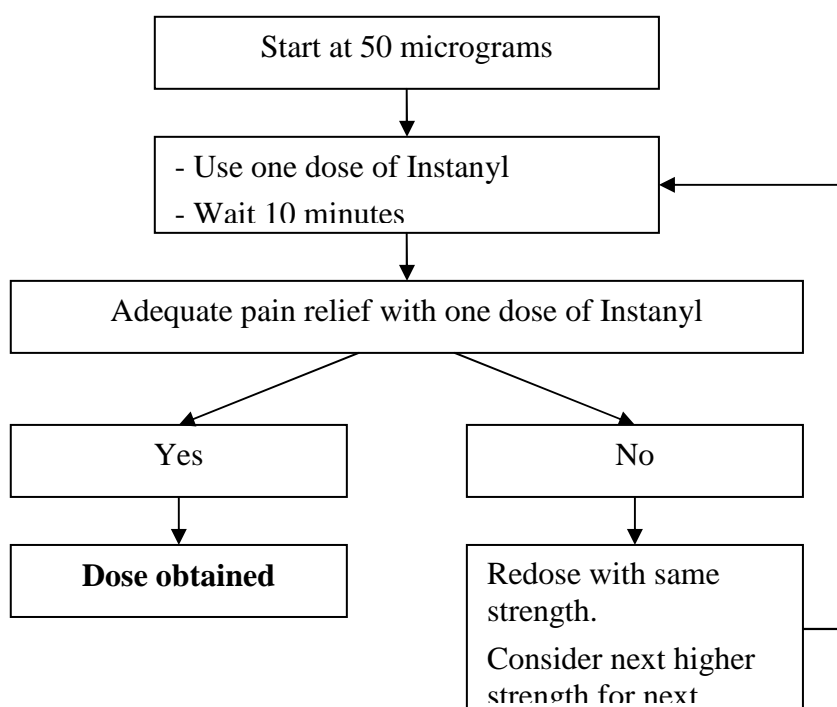 Start at 50 micrograms
- Use one dose of Instanyl
- Wait 10 minutes
Adequate pain relief with one dose of Instanyl
Yes
No
Dose obtained
Redose with same
strength.
Consider next higher
strength for next